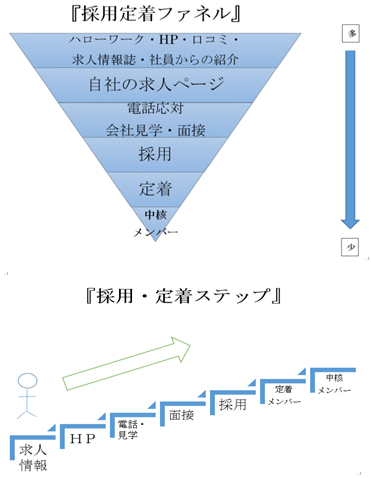 『採用定着ファネル』
多
ハローワーク・HP・口コミ・
求人情報誌・社員からの紹介
自社の求人ページ
電話応対
会社見学・面接
採用
定着
中核
メンバー
少
『採用・定着ステップ』
求人
情報
ＨＰ
電話・
見学
面接
採用
定着
メンバー
中核
メンバー